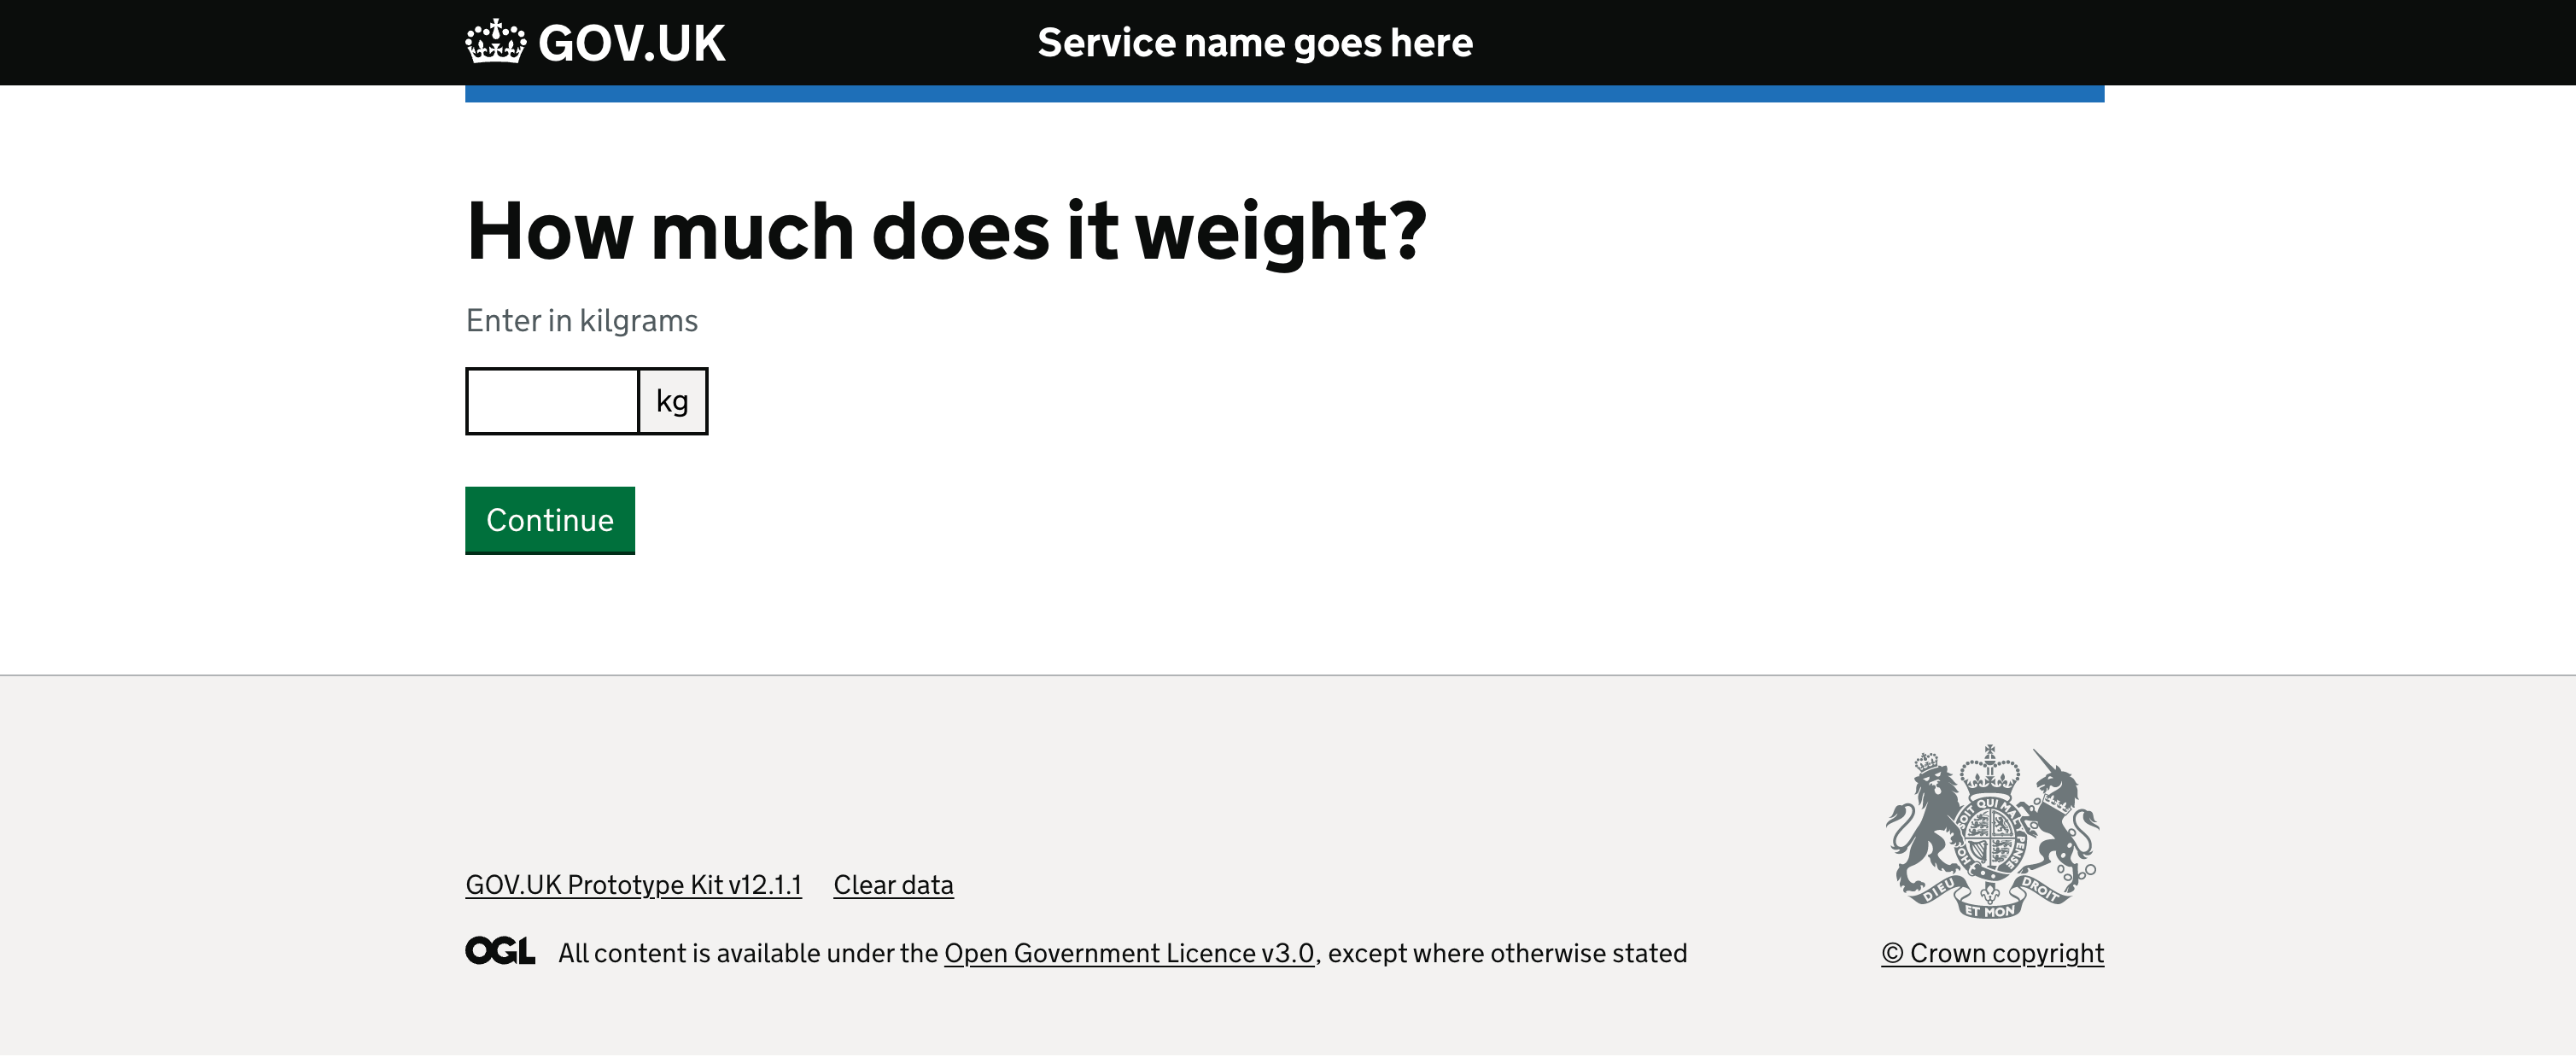 GOV.UK Service name goes here
How much does it weight?
Enter in kilgrams
kg
Continue
GOV.UK Prototype Kit v12.1.1 Clear data
OGL All content is available under the Open Government Licence v3.0, except where otherwise stated
SOIT QUI MAL PENSE HO
DIEU ET MON DROIT
© Crown copyright